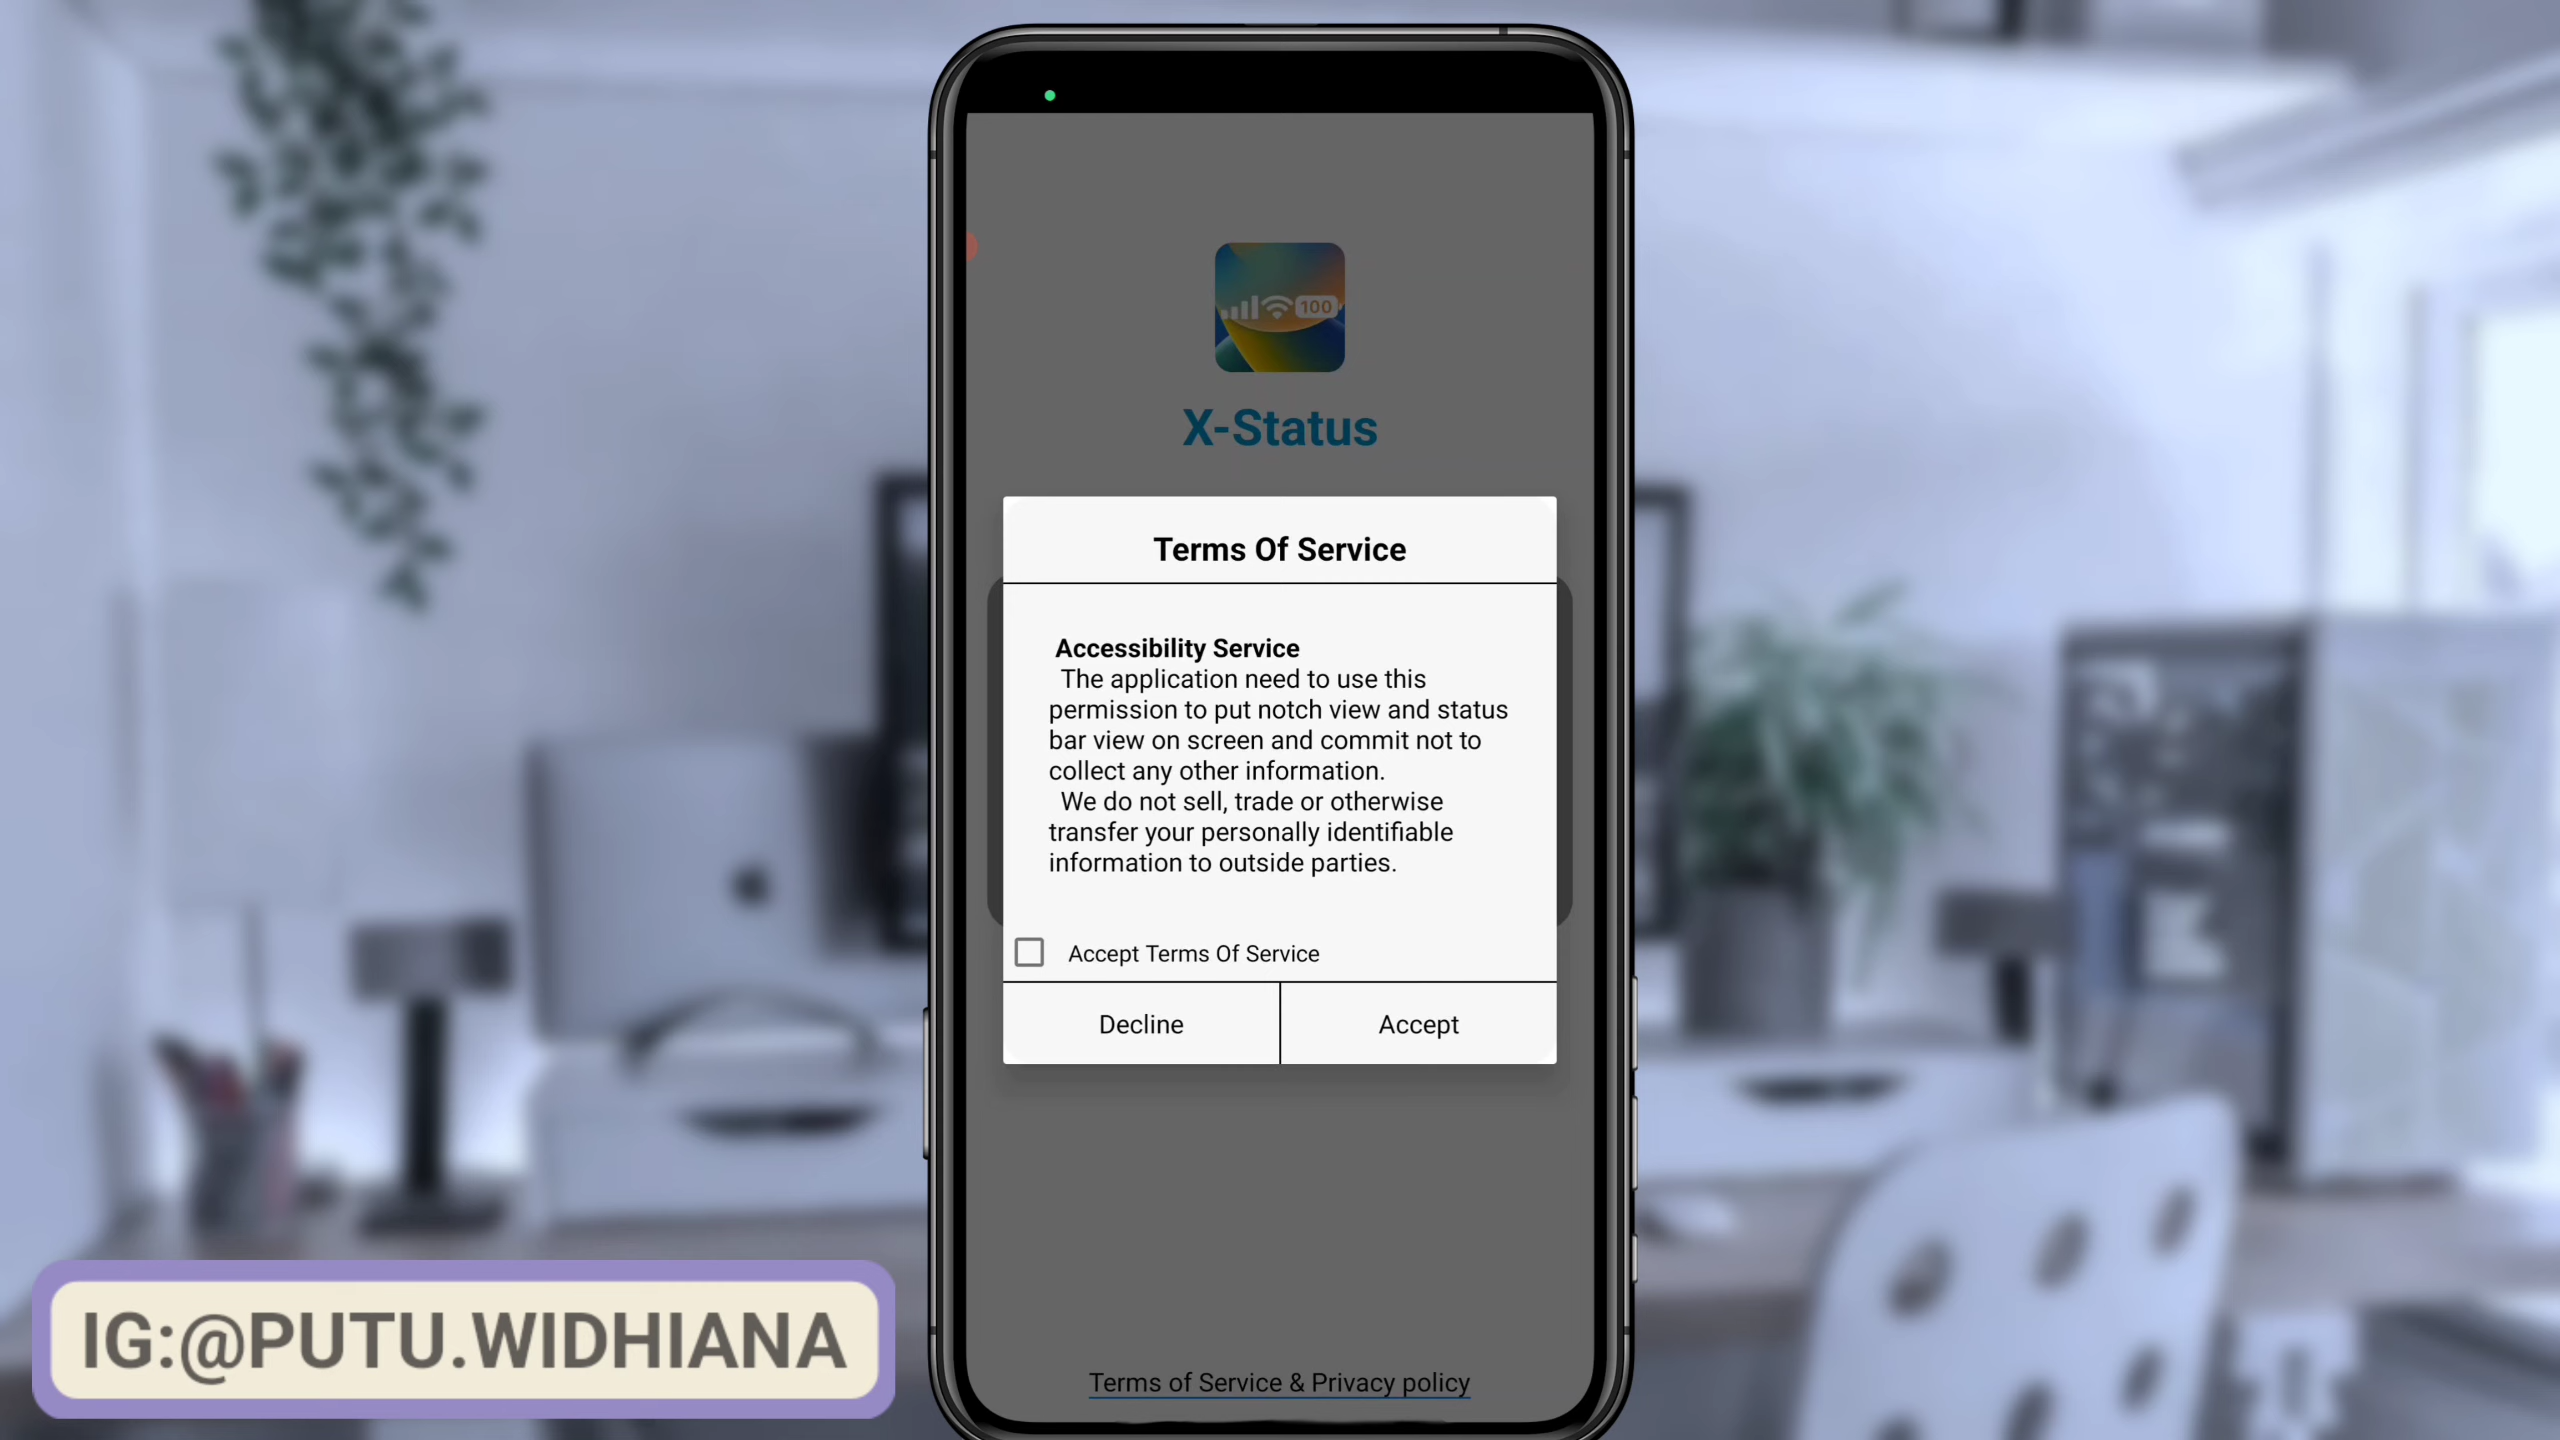 100
X-Status
Terms Of Service
Accessibility Service
The application need to use this
permission to put notch view and status
bar view on screen and commit not to
collect any other information.
We do not sell, trade or otherwise
transfer your personally identifiable
information to outside parties.
Accept Terms Of Service
Decline Accept
Terms of Service & Privacy policy
IG:@PUTU.WIDHIANA